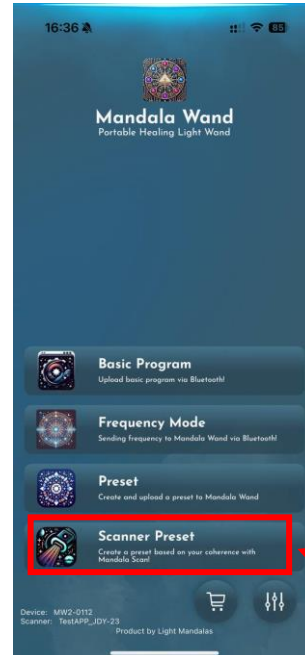 16:36
85
Mandala Wand
Portable Healing Light Wand
Basic Program
Upload basic program via Bluetooth!
Frequency Mode
Sending frequency to Mandala Wand via Bluetooth!
Preset
Create and upload a preset to Mandala Wand
Scanner Preset
Create a preset based on your coherence with
Mandala Scan!
Device: MW2-0112
Scanner: TestAPP_JDY-23
Product by Light Mandalas